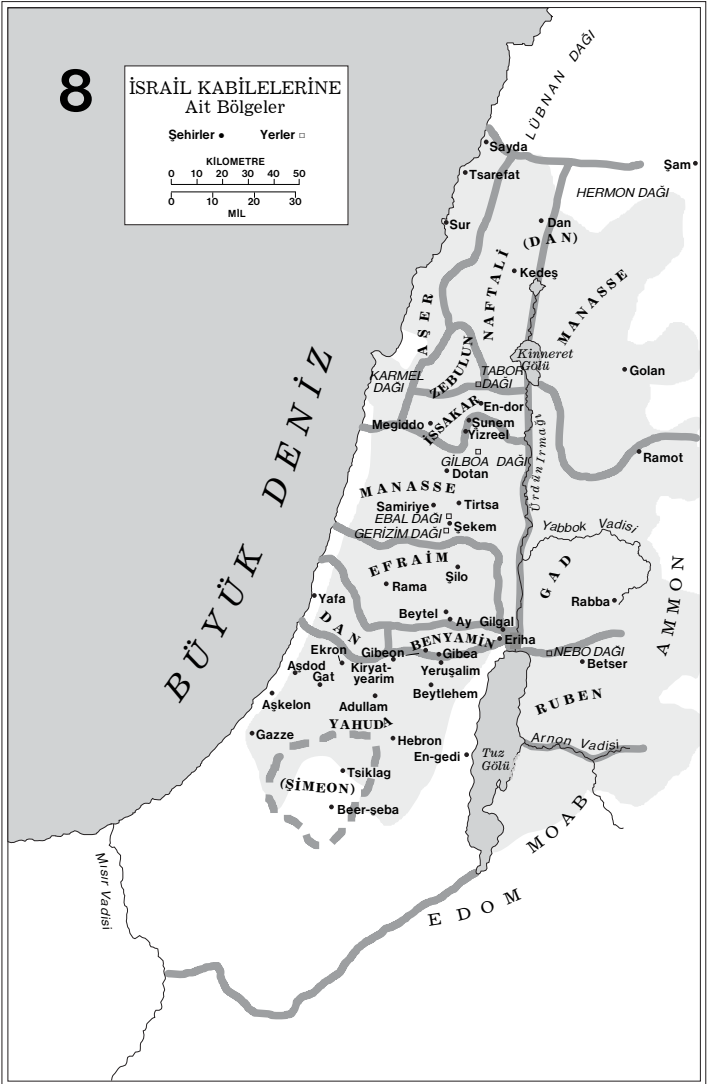 8
İSRAİL KABİLELERİNE
Ait Bölgeler
Şehirler
Yerler
KİLOMETRE
0 10 20 30 40 50
0 10 20 30
MİL
LÜBNAN DAĞI
Sayda
Şam
Tsarefat
HERMON DAĞI
Sur
Dan
(DAN)
NAFTALİ
Kedeş
MANASSE
AŞER
ZEBULUN
Kinneret
Gölü
KARMEL
DAĞI
TABOR
DAĞI
Golan
İSSAKAR
En-dor
Megiddo
Şunem
Yizreel
GİLBOA DAĞI
Dotan
Ramot
Ürdün Irmağı
BÜYÜK DENİZ
MANASSE
Samiriye
Tirtsa
EBAL DAĞI
Şekem
GERİZİM DAĞI
Yabbok Vadisi
EFRAİM
Şilo
Rama
GAD
Yafa
Rabba
AMMON
Beytel
Ay
Gilgal
DAN
BENYAMİN
Eriha
Ekron
Gibeon
Gibea
NEBO DAĞI
Betser
Aşdod
Gat
Kiryat-
yearim
Yeruşalim
Beytlehem
Aşkelon
Adullam
RUBEN
YAHUDA
Gazze
Hebron
Arnon Vadisi
En-gedi
Tuz
Gölü
Tsiklag
(ŞİMEON)
Beer-şeba
MOAB
Mısır Vadisi
EDOM